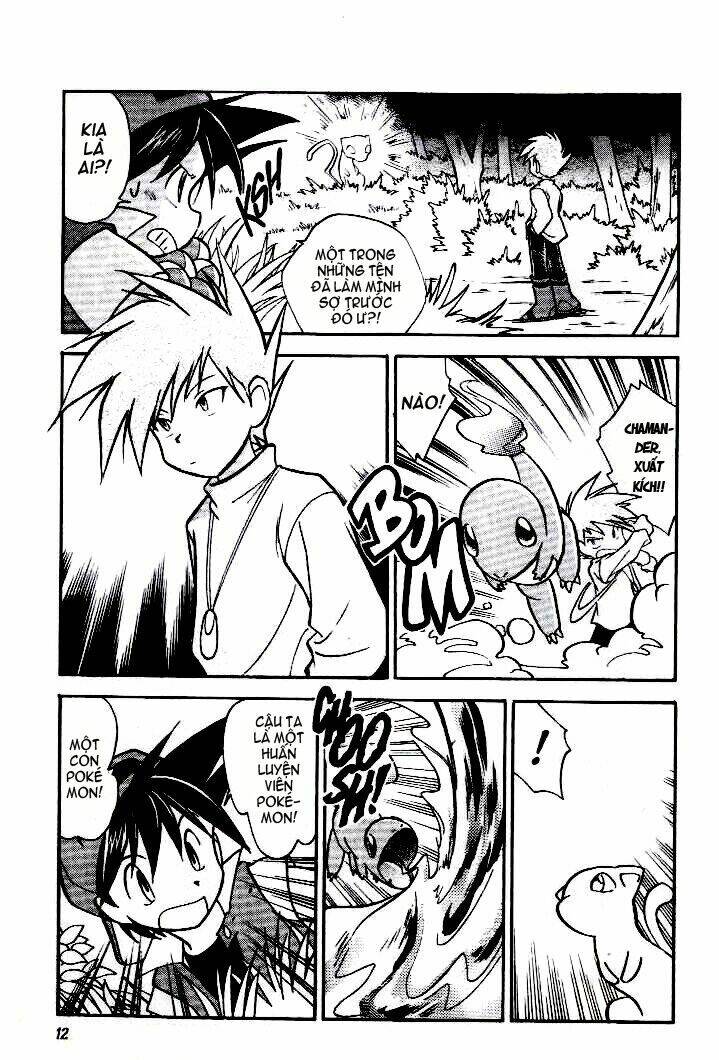 KIA
LÀ
AI?!
KSH
MỘT TRONG
NHỮNG TÊN
ĐÃ LÀM MÌNH
SỢ TRƯỚC
ĐÓ Ư?!
NÀO!
CHAMAN-
DER,
XUẤT
KÍCH!!
BOM
MỘT
CON
POKÉ
MON!
CẬU TA
LÀ MỘT
HUẤN
LUYỆN
VIÊN
POKÉ-
MON!
CHOOSH!
!
12